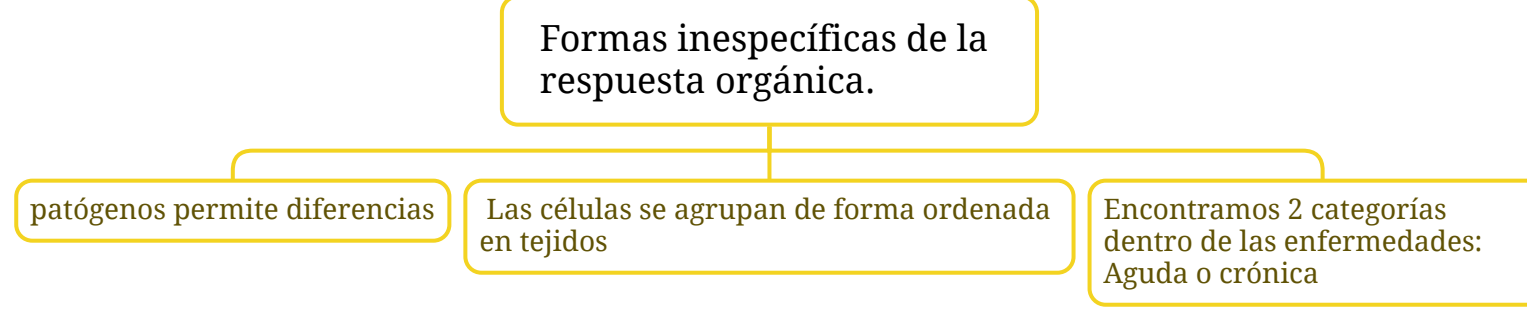 Formas inespecíficas de la
respuesta orgánica.
patógenos permite diferencias
Las células se agrupan de forma ordenada
en tejidos
Encontramos 2 categorías
dentro de las enfermedades:
Aguda o crónica